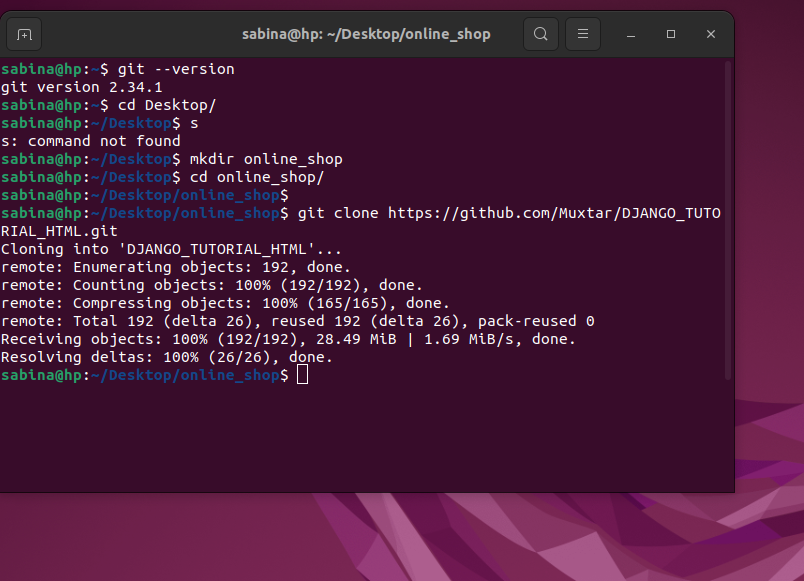 sabina@hp: ~/Desktop/online_shop
sabina@hp:~$ git --version
git version 2.34.1
sabina@hp:~$ cd Desktop/
sabina@hp:~/Desktop$ s
s: command not found
sabina@hp:~/Desktop$ mkdir online_shop
sabina@hp:~/Desktop$ cd online_shop/
sabina@hp:~/Desktop/online_shop$
sabina@hp:~/Desktop/online_shop$ git clone https://github.com/Muxtar/DJANGO_TUTO
RIAL_HTML.git
Cloning into 'DJANGO_TUTORIAL_HTML'...
remote: Enumerating objects: 192, done.
remote: Counting objects: 100% (192/192), done.
remote: Compressing objects: 100% (165/165), done.
remote: Total 192 (delta 26), reused 192 (delta 26), pack-reused 0
Receiving objects: 100% (192/192), 28.49 MiB | 1.69 MiB/s, done.
Resolving deltas: 100% (26/26), done.
sabina@hp:~/Desktop/online_shop$